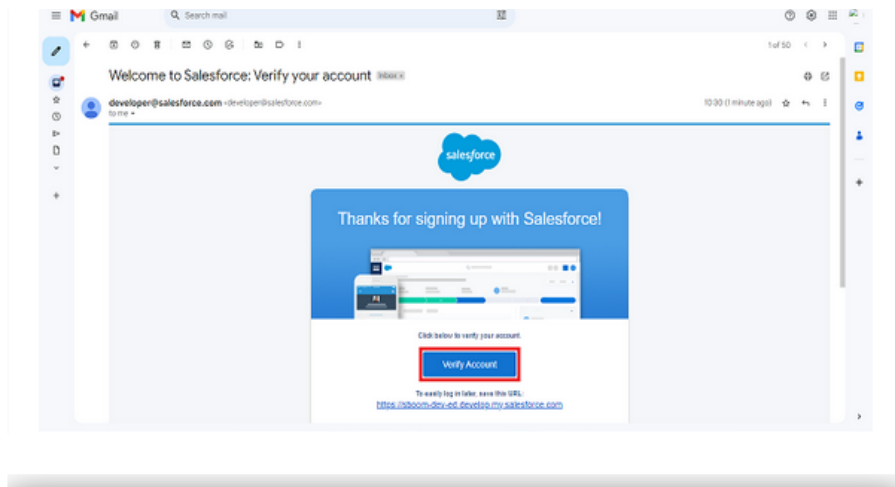 Gmail
Search mail
1 of 50
Welcome to Salesforce: Verify your account Inbox x
developer@salesforce.com <developer@salesforce.com>
10:30 (1 minute ago)
to me
salesforce
Thanks for signing up with Salesforce!
Click below to verify your account.
Verify Account
To easily log in later, save this URL:
https://sboom-dev-ed.develop.my.salesforce.com